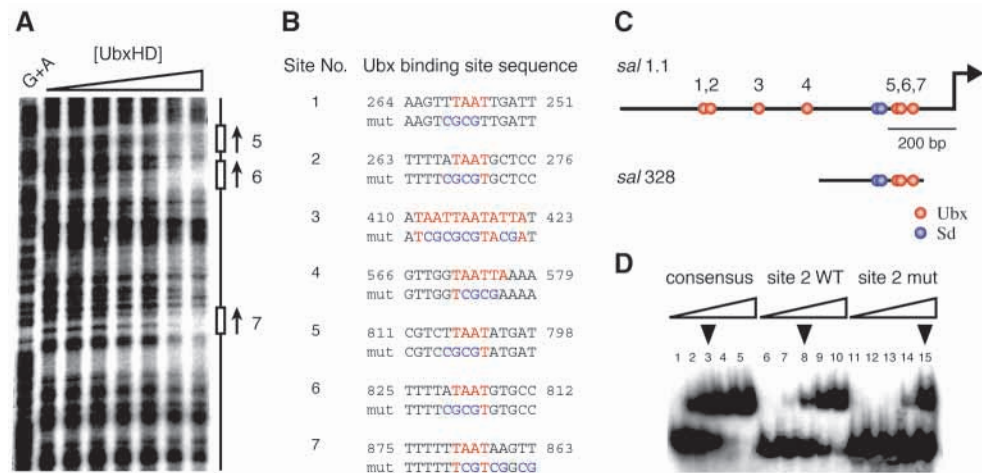 A
[UbxHD]
G+A
5
6
7
B
Site No. Ubx binding site sequence
1 264 AAGTTTAATTGATT 251
mut AAGTCGCGTTGATT
2 263 TTTTATAATGCTCC 276
mut TTTTCGCGTGCTCC
3 410 ATAATTAATATTAT 423
mut ATCGCGCGTACGAT
4 566 GTTGGTAATTAAAA 579
mut GTTGGTCGCGAAAA
5 811 CGTCTTAATATGAT 798
mut CGTCCGCGTATGAT
6 825 TTTTATAATGTGCC 812
mut TTTTCGCGTGTGCC
7 875 TTTTTTAATAAGTT 863
mut TTTTTTCGTCGGCG
C
sal 1.1
1,2 3 4 5,6,7
200 bp
sal 328
Ubx
Sd
D
consensus site 2 WT site 2 mut
1 2 3 4 5 6 7 8 9 10 11 12 13 14 15